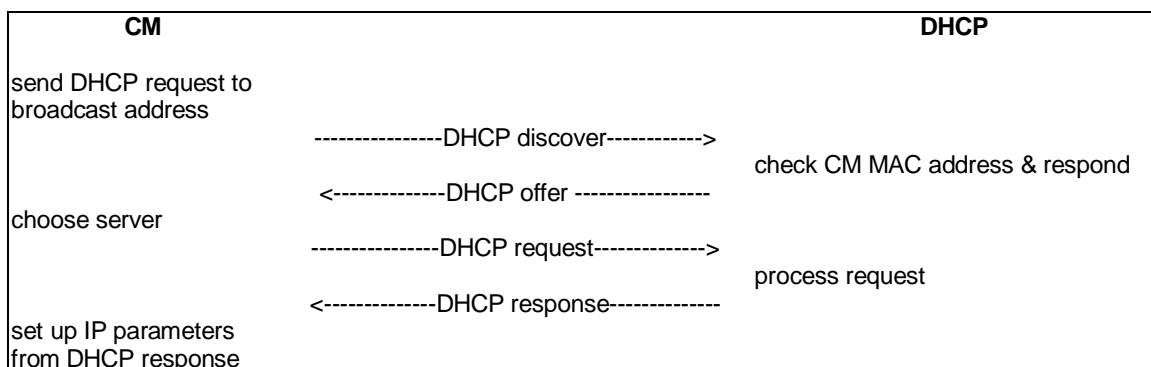 CM DHCP
send DHCP request to
broadcast address
----------------DHCP discover------------>
check CM MAC address & respond
<--------------DHCP offer -----------------
choose server
----------------DHCP request-------------->
process request
<--------------DHCP response--------------
set up IP parameters
from DHCP response